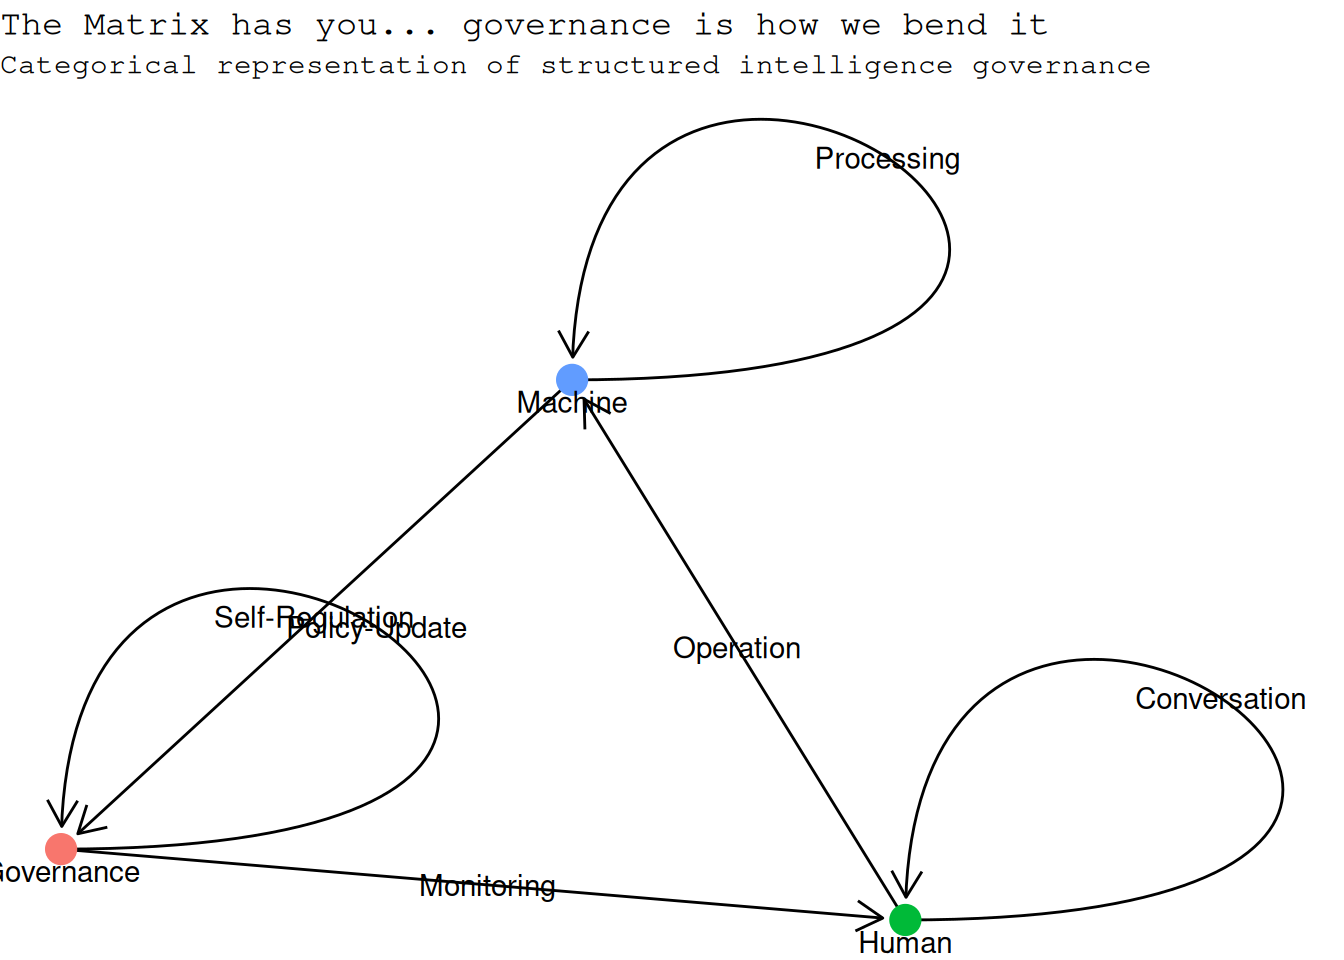 The Matrix has you... governance is how we bend it
Categorical representation of structured intelligence governance
Processing
Machine
Self-Regulation
Policy-Update
Operation
Conversation
Governance
Monitoring
Human